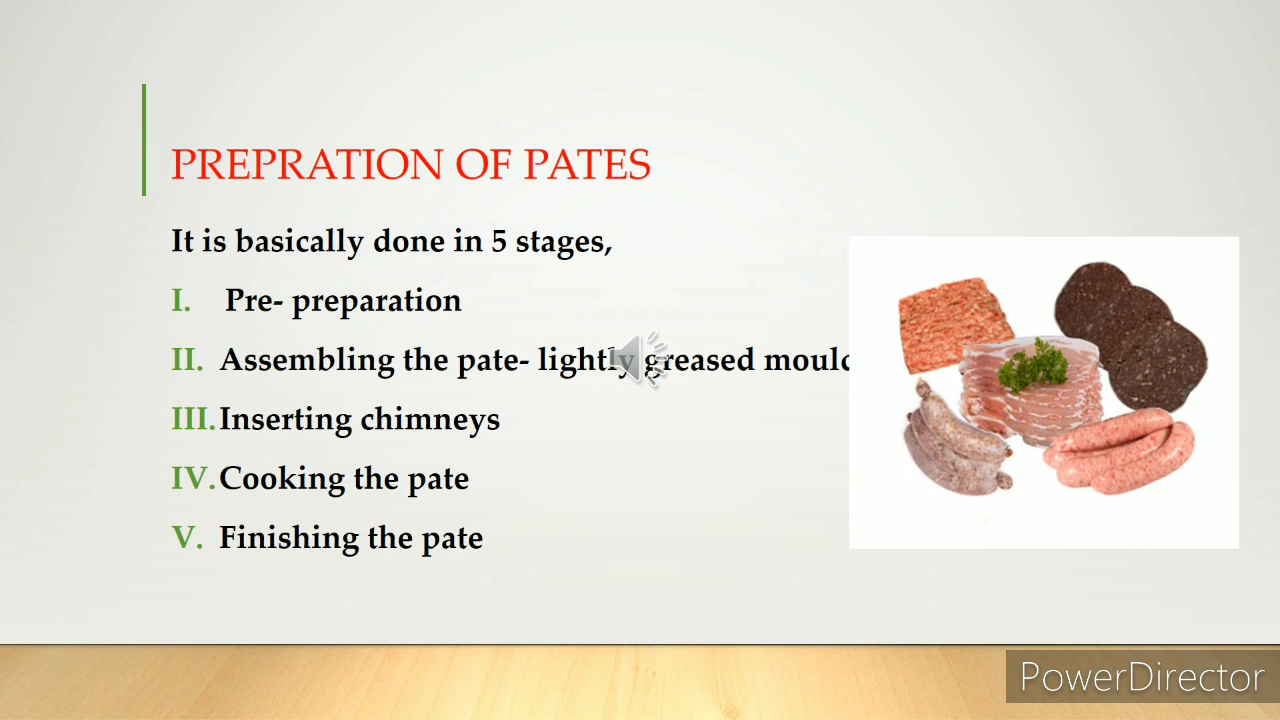 PREPRATION OF PATES
It is basically done in 5 stages,
I. Pre- preparation
II. Assembling the pate- lightly greased mould
III. Inserting chimneys
IV. Cooking the pate
V. Finishing the pate
PowerDirector